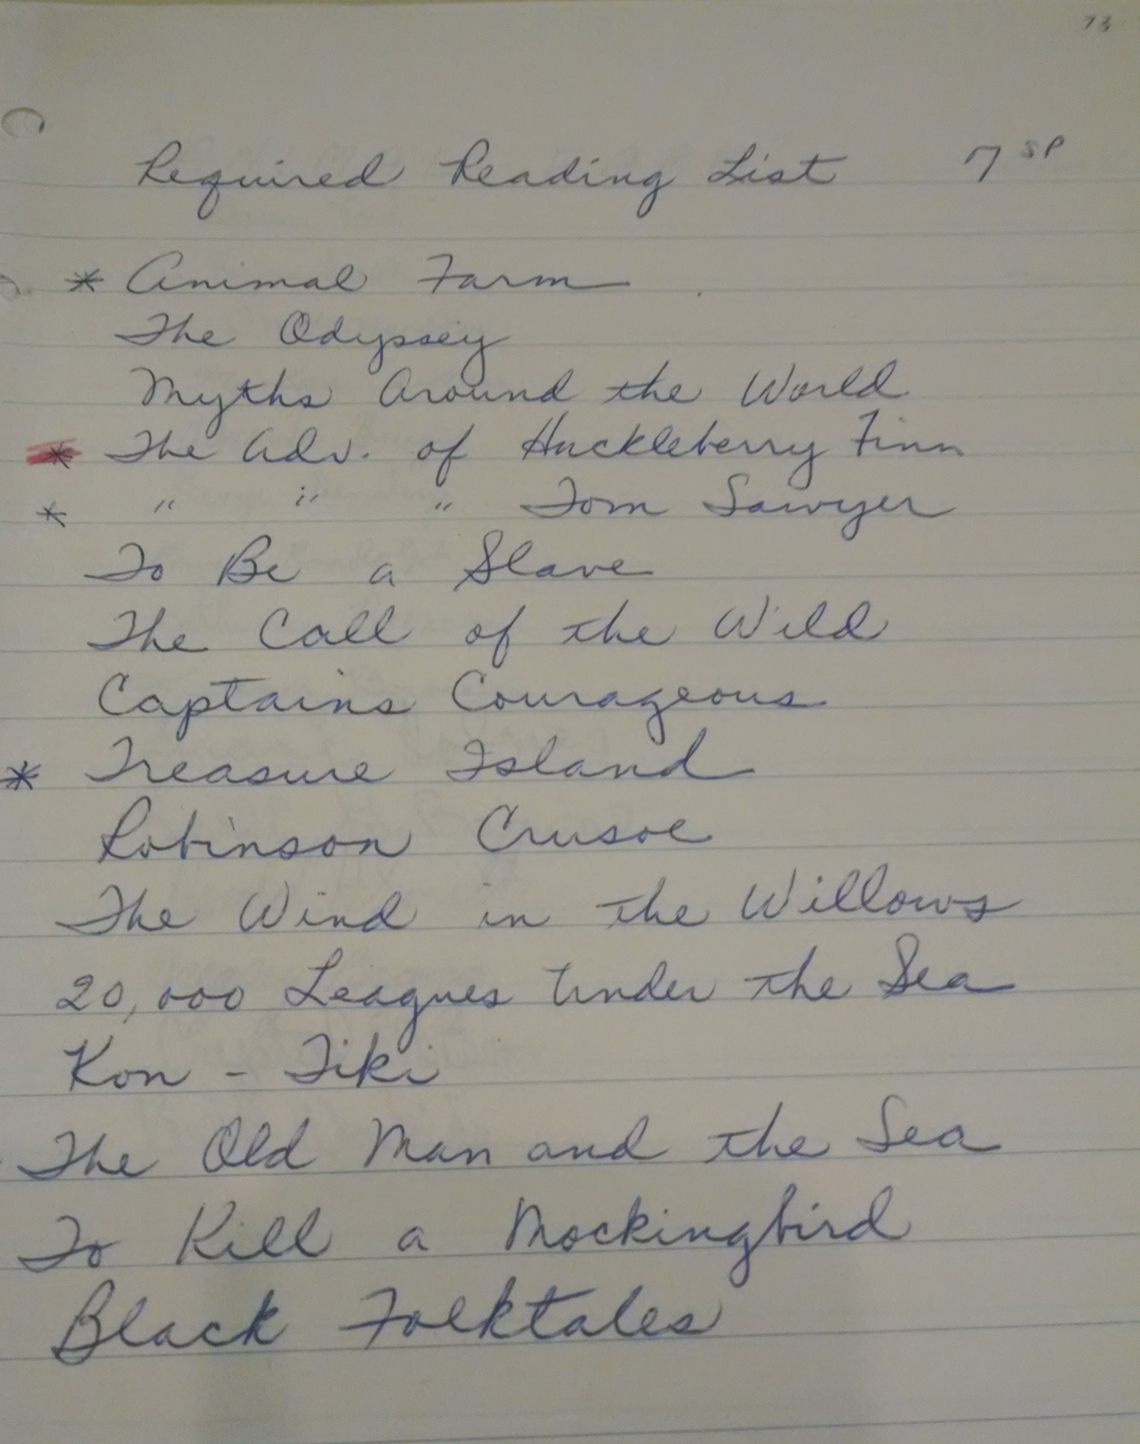 73
Required Reading List 7 SP
* Animal Farm
The Odyssey
Myths Around the World
* The Adv. of Huckleberry Finn
* " " " Tom Sawyer
To Be a Slave
The Call of the Wild
Captains Courageous
* Treasure Island
Robinson Crusoe
The Wind in the Willows
20,000 Leagues Under the Sea
Kon - Tiki
The Old Man and the Sea
To Kill a Mockingbird
Black Folktales